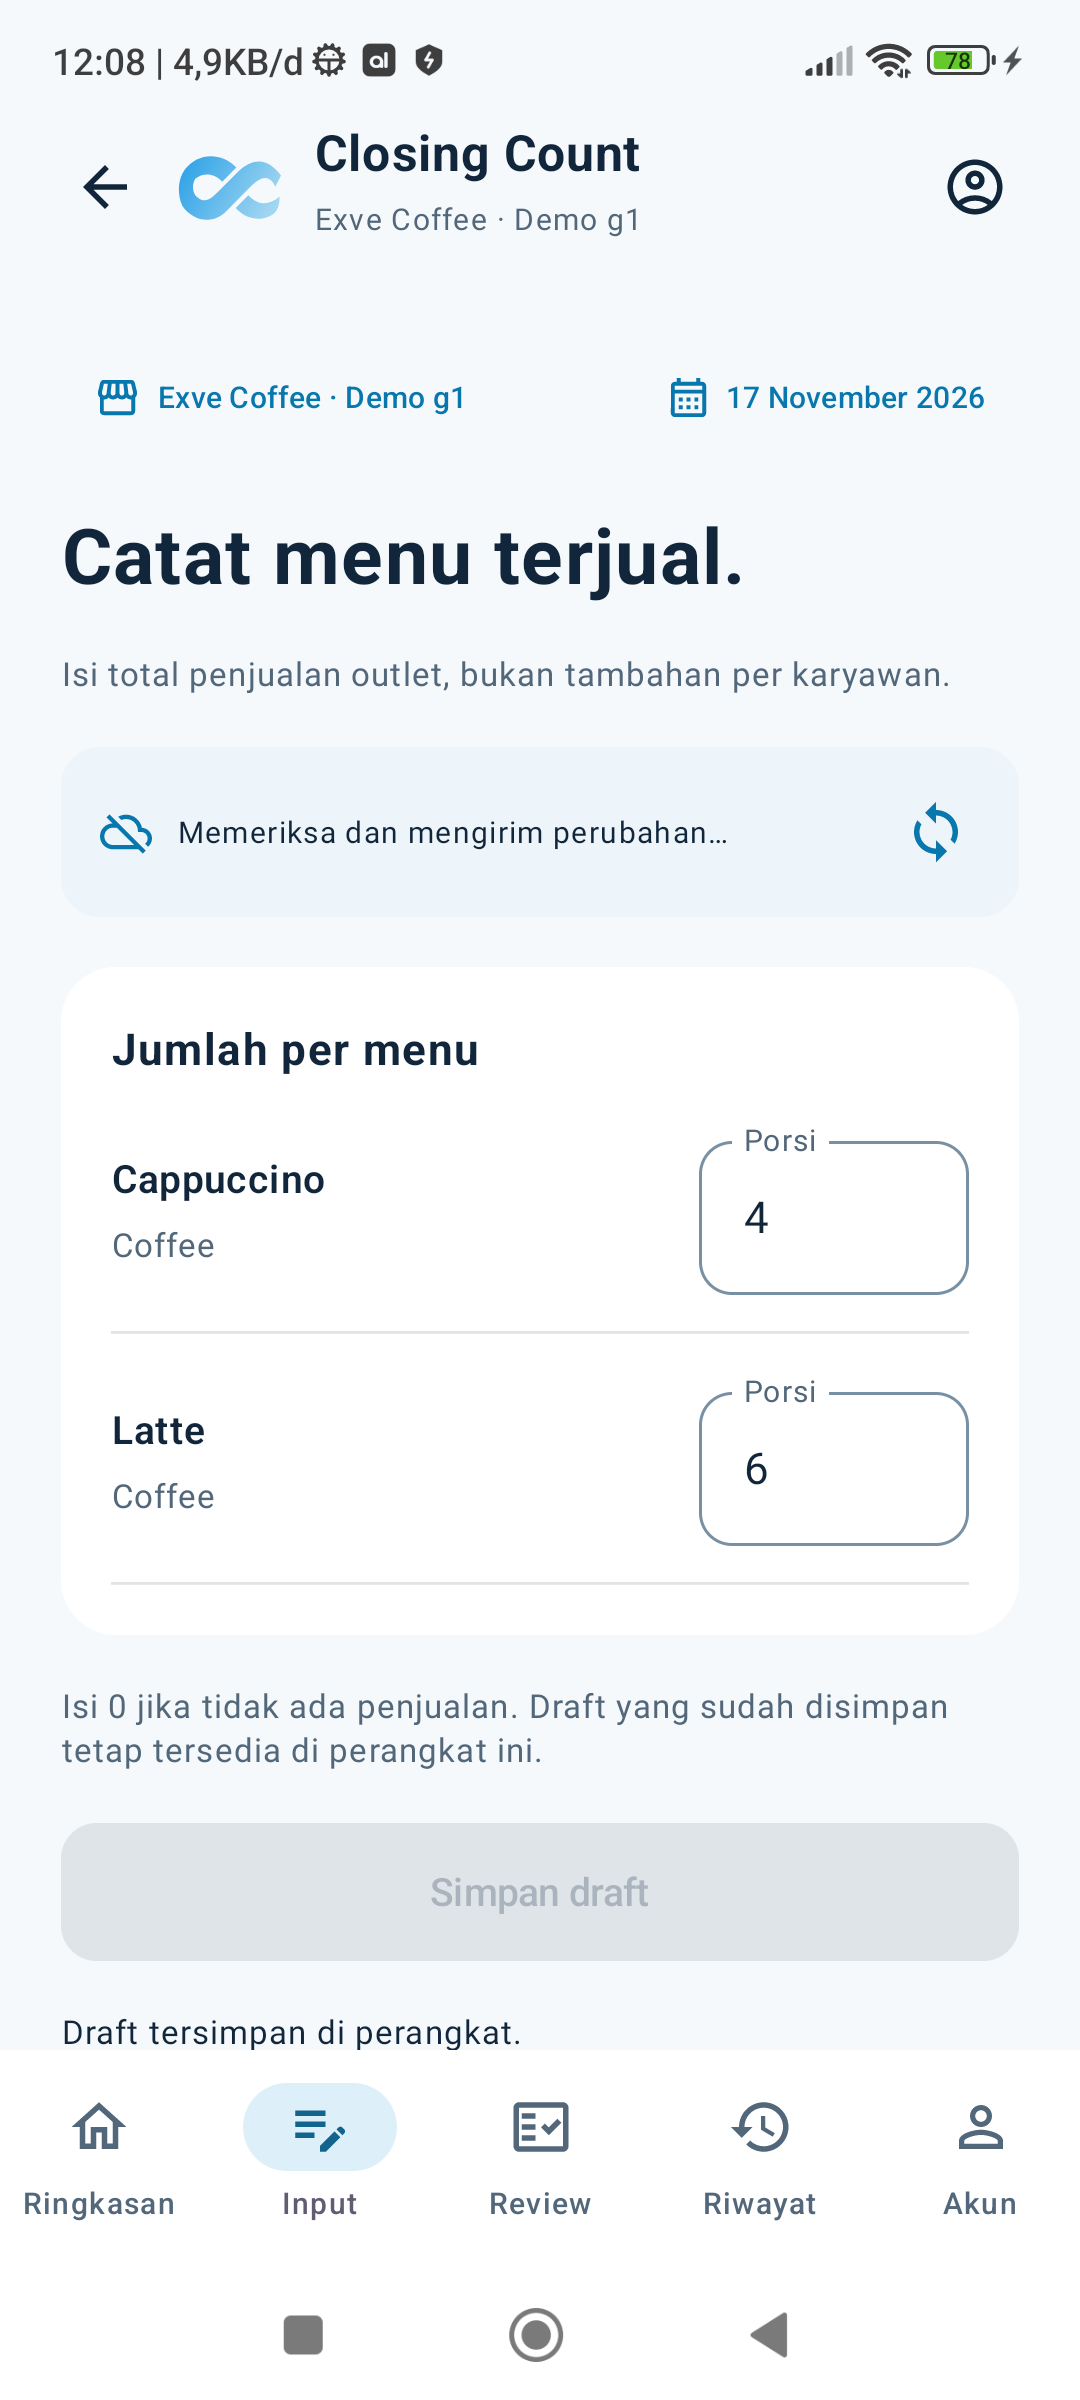 12:08 | 4,9KB/d
78
Closing Count
Exve Coffee · Demo g1
Exve Coffee · Demo g1
17 November 2026
Catat menu terjual.
Isi total penjualan outlet, bukan tambahan per karyawan.
Memeriksa dan mengirim perubahan...
Jumlah per menu
Cappuccino
Coffee
Porsi
4
Latte
Coffee
Porsi
6
Isi 0 jika tidak ada penjualan. Draft yang sudah disimpan
tetap tersedia di perangkat ini.
Simpan draft
Draft tersimpan di perangkat.
Ringkasan
Input
Review
Riwayat
Akun